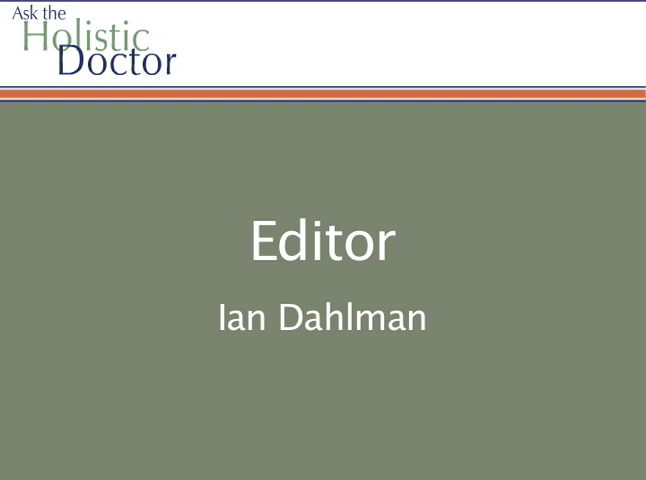 Ask the
Holistic
Doctor
Editor
Ian Dahlman